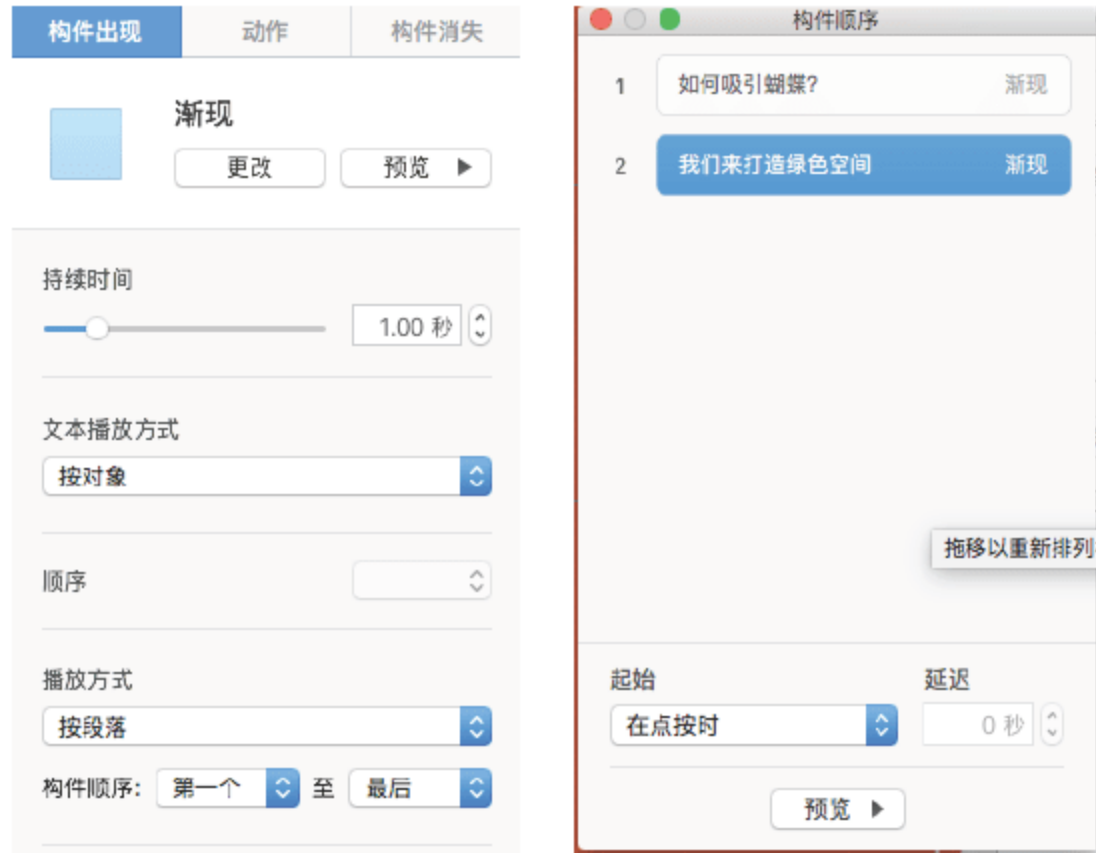 构件出现 动作 构件消失
渐现
更改 预览
持续时间
1.00 秒
文本播放方式
按对象
顺序
播放方式
按段落
构件顺序: 第一个 至 最后
构件顺序
1 如何吸引蝴蝶? 渐现
2 我们来打造绿色空间 渐现
拖移以重新排列
起始 延迟
在点按时 0 秒
预览